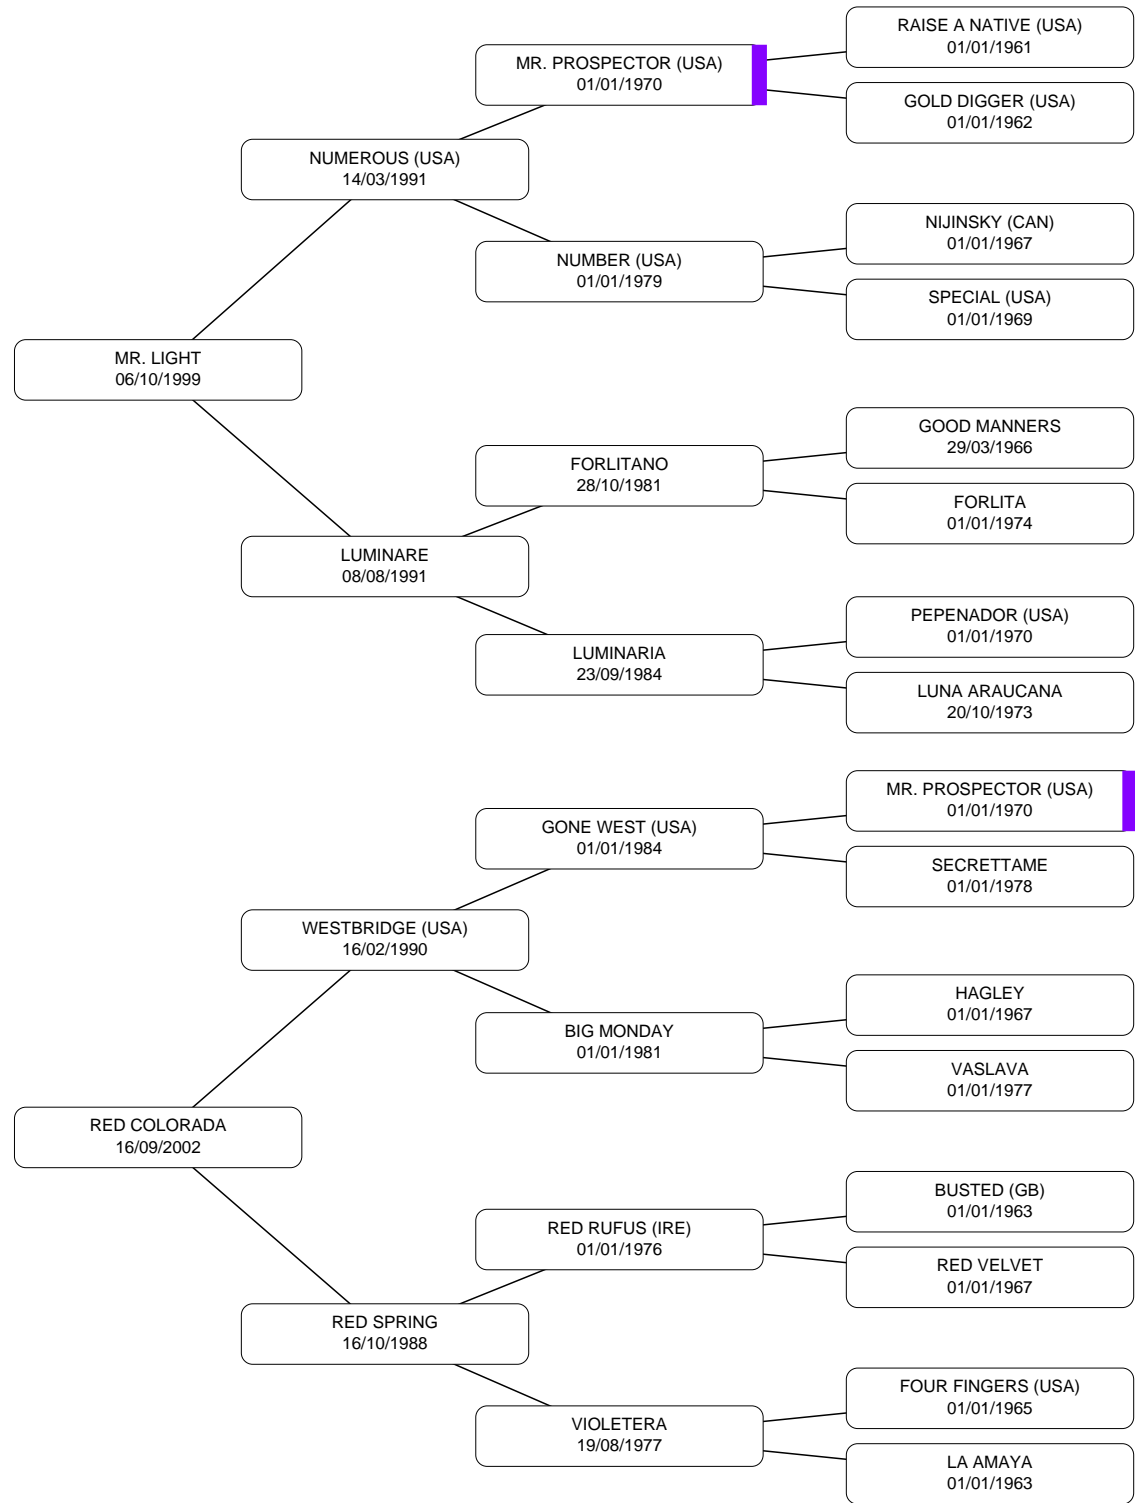 RAISE A NATIVE (USA)
01/01/1961
MR. PROSPECTOR (USA)
01/01/1970
GOLD DIGGER (USA)
01/01/1962
NUMEROUS (USA)
14/03/1991
NIJINSKY (CAN)
01/01/1967
NUMBER (USA)
01/01/1979
SPECIAL (USA)
01/01/1969
MR. LIGHT
06/10/1999
GOOD MANNERS
29/03/1966
FORLITANO
28/10/1981
FORLITA
01/01/1974
LUMINARE
08/08/1991
PEPENADOR (USA)
01/01/1970
LUMINARIA
23/09/1984
LUNA ARAUCANA
20/10/1973
MR. PROSPECTOR (USA)
01/01/1970
GONE WEST (USA)
01/01/1984
SECRETTAME
01/01/1978
WESTBRIDGE (USA)
16/02/1990
HAGLEY
01/01/1967
BIG MONDAY
01/01/1981
VASLAVA
01/01/1977
RED COLORADA
16/09/2002
BUSTED (GB)
01/01/1963
RED RUFUS (IRE)
01/01/1976
RED VELVET
01/01/1967
RED SPRING
16/10/1988
FOUR FINGERS (USA)
01/01/1965
VIOLETERA
19/08/1977
LA AMAYA
01/01/1963